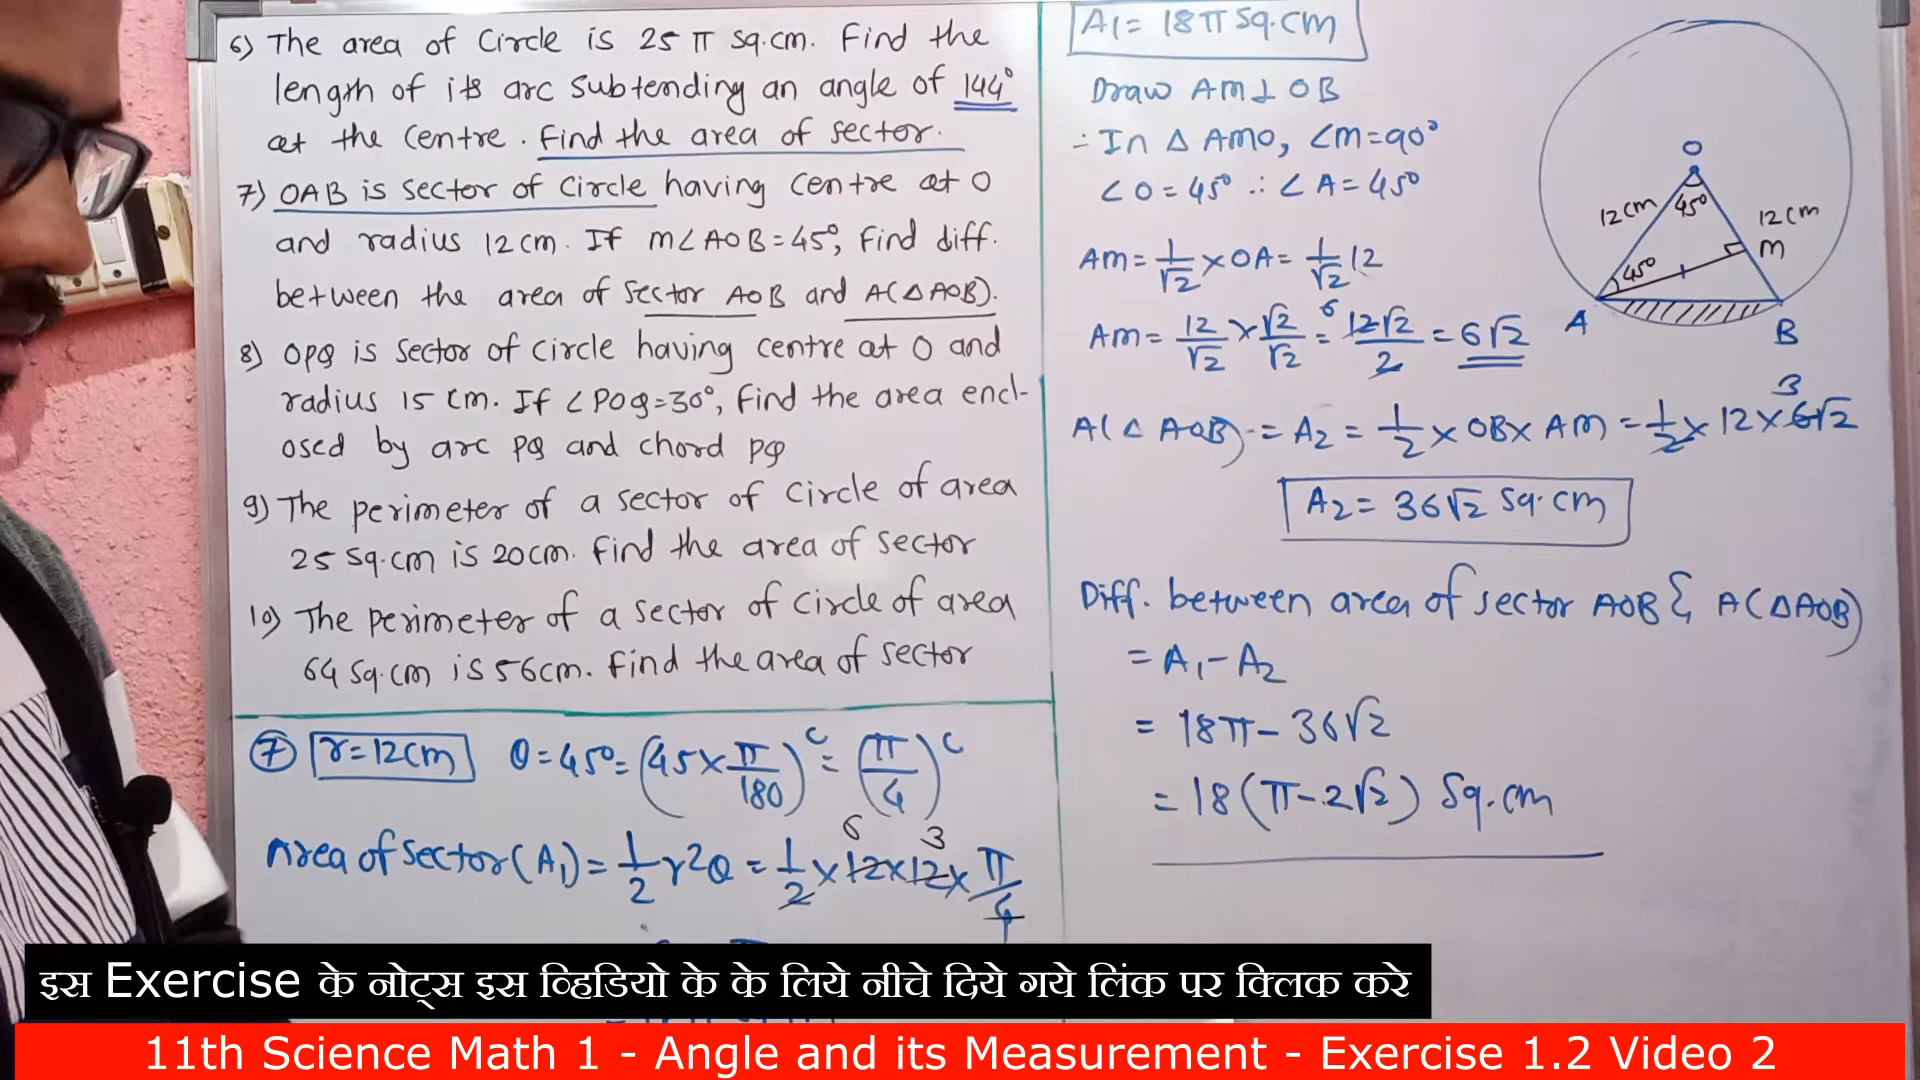 6) The area of Circle is 25 π sq.cm. Find the
length of its arc subtending an angle of 144°
at the centre. Find the area of sector.
7) OAB is sector of circle having centre at O
and radius 12 cm. If m∠AOB=45°, Find diff.
between the area of sector AOB and A(△AOB).
8) OPQ is sector of circle having centre at O and
radius 15 cm. If ∠POQ=30°, Find the area encl-
osed by arc PQ and chord PQ
9) The perimeter of a sector of circle of area
25 sq.cm is 20cm. Find the area of sector
10) The perimeter of a sector of circle of area
64 sq.cm is 56cm. Find the area of sector
⑦ r=12cm θ=45°=(45×π/180)^c=(π/4)^c
Area of sector (A₁) = 1/2 r²θ = 1/2 × 12 × 12 × π/4
6 3
A₁= 18π sq.cm
Draw AM⊥OB
∴ In △ AMO, ∠M=90°
∠O=45° ∴ ∠A=45°
AM= 1/√2 × OA = 1/√2 12
AM= 12/√2 × √2/√2 = 12√2/2 = 6√2
6
A(△ AOB) = A₂ = 1/2 × OB × AM = 1/2 × 12 × 6√2
3
A₂= 36√2 sq.cm
Diff. between area of sector AOB & A(△AOB)
= A₁-A₂
= 18π-36√2
= 18(π-2√2) sq.cm
O
45°
12cm
12cm
M
45°
A
B
इस Exercise के नोट्स इस व्हिडियो के के लिये नीचे दिये गये लिंक पर क्लिक करे
11th Science Math 1 - Angle and its Measurement - Exercise 1.2 Video 2